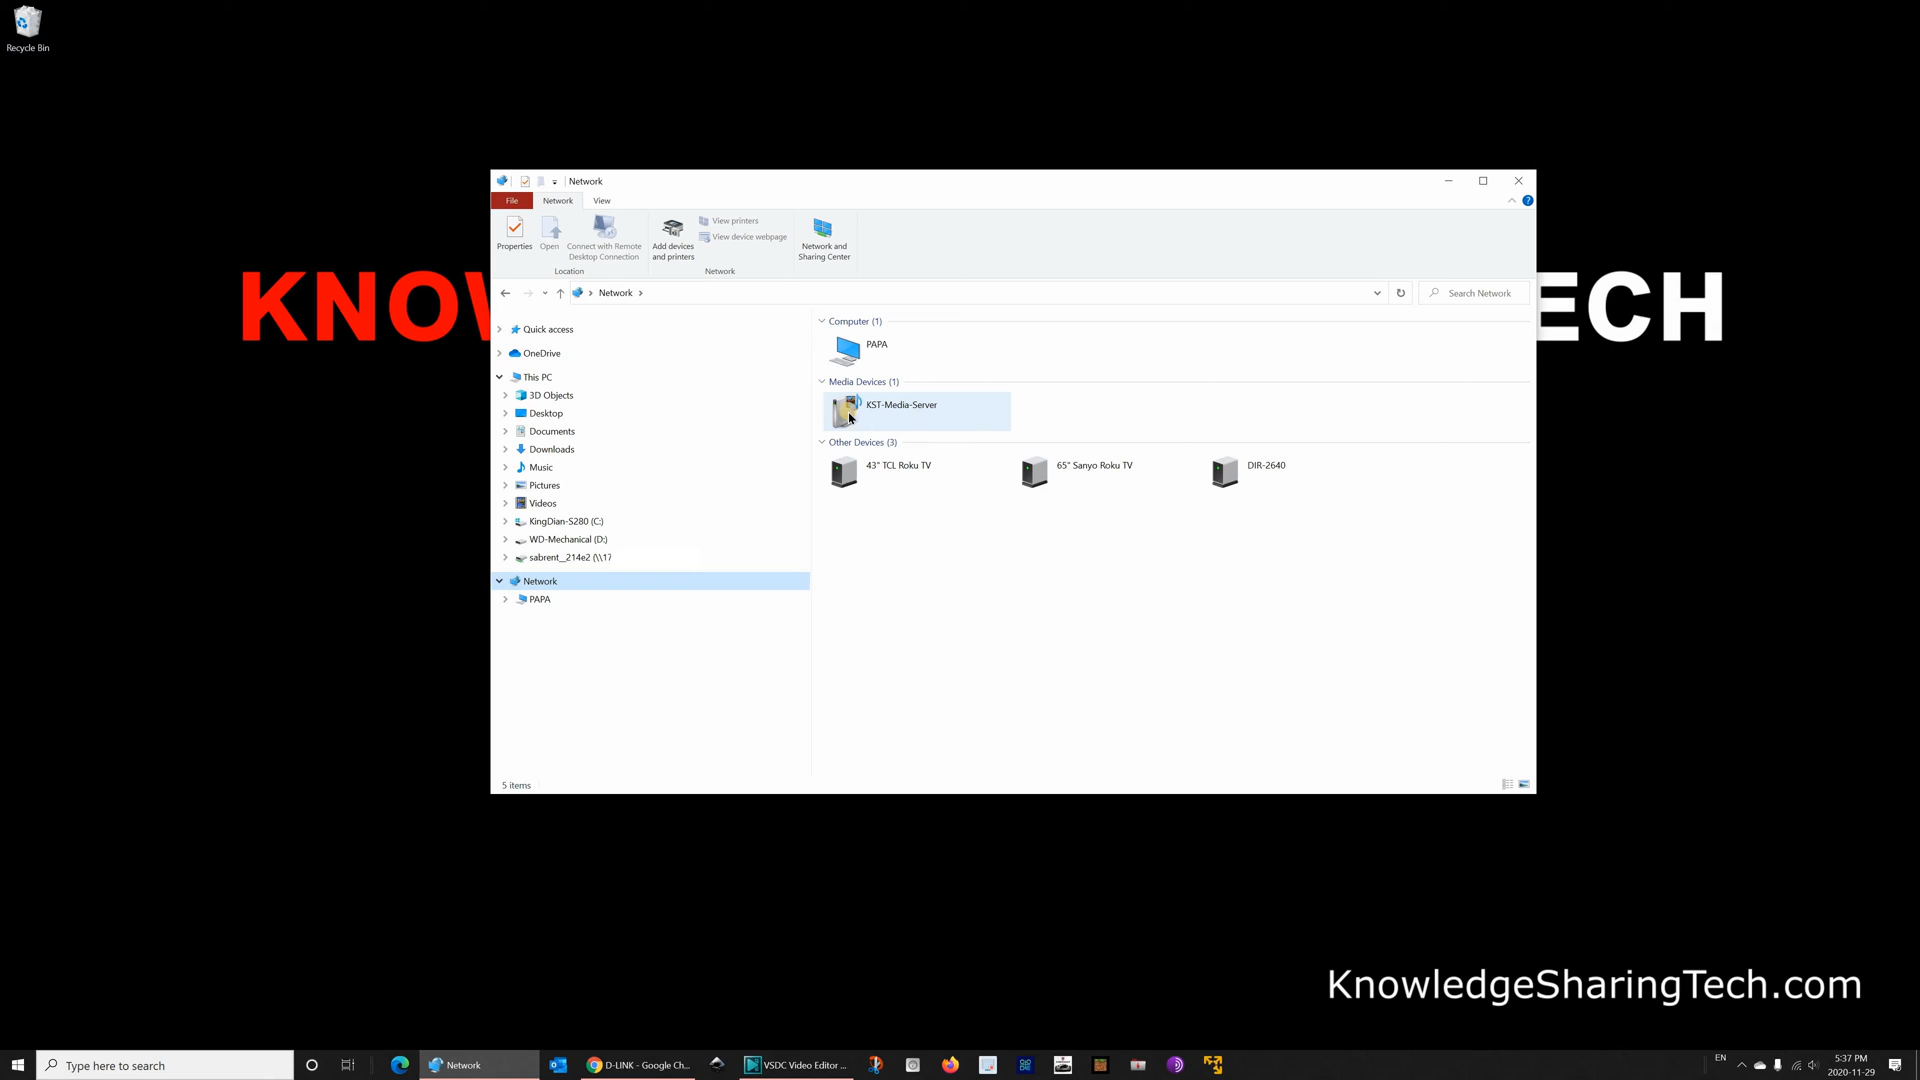 Recycle Bin
KNOW
ECH
Network
File
Network
View
Properties
Open
Connect with Remote
Desktop Connection
Add devices
and printers
View printers
View device webpage
Network and
Sharing Center
Location
Network
Network
Search Network
Quick access
OneDrive
This PC
3D Objects
Desktop
Documents
Downloads
Music
Pictures
Videos
KingDian-S280 (C:)
WD-Mechanical (D:)
sabrent_214e2 (\\17
Network
PAPA
Computer (1)
PAPA
Media Devices (1)
KST-Media-Server
Other Devices (3)
43" TCL Roku TV
65" Sanyo Roku TV
DIR-2640
5 items
KnowledgeSharingTech.com
Type here to search
Network
D-LINK - Google Ch...
VSDC Video Editor ...
EN
5:37 PM
2020-11-29